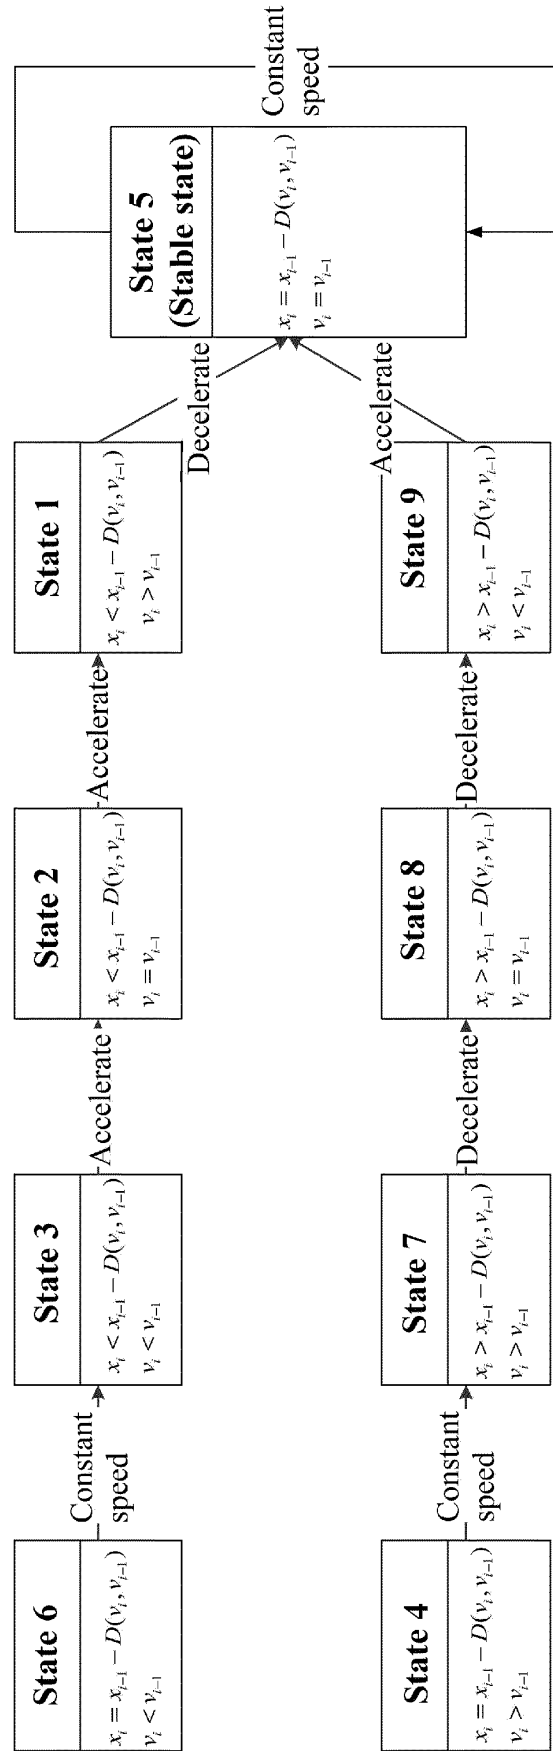 State 6
x_i = x_{i−1} − D(v_i, v_{i−1})
v_i < v_{i−1}
Constant
speed
State 3
x_i < x_{i−1} − D(v_i, v_{i−1})
v_i < v_{i−1}
Accelerate
State 2
x_i < x_{i−1} − D(v_i, v_{i−1})
v_i = v_{i−1}
Accelerate
State 1
x_i < x_{i−1} − D(v_i, v_{i−1})
v_i > v_{i−1}
Decelerate
State 5
(Stable state)
x_i = x_{i−1} − D(v_i, v_{i−1})
v_i = v_{i−1}
Constant
speed
State 4
x_i = x_{i−1} − D(v_i, v_{i−1})
v_i > v_{i−1}
Constant
speed
State 7
x_i > x_{i−1} − D(v_i, v_{i−1})
v_i > v_{i−1}
Decelerate
State 8
x_i > x_{i−1} − D(v_i, v_{i−1})
v_i = v_{i−1}
Decelerate
State 9
x_i > x_{i−1} − D(v_i, v_{i−1})
v_i < v_{i−1}
Accelerate